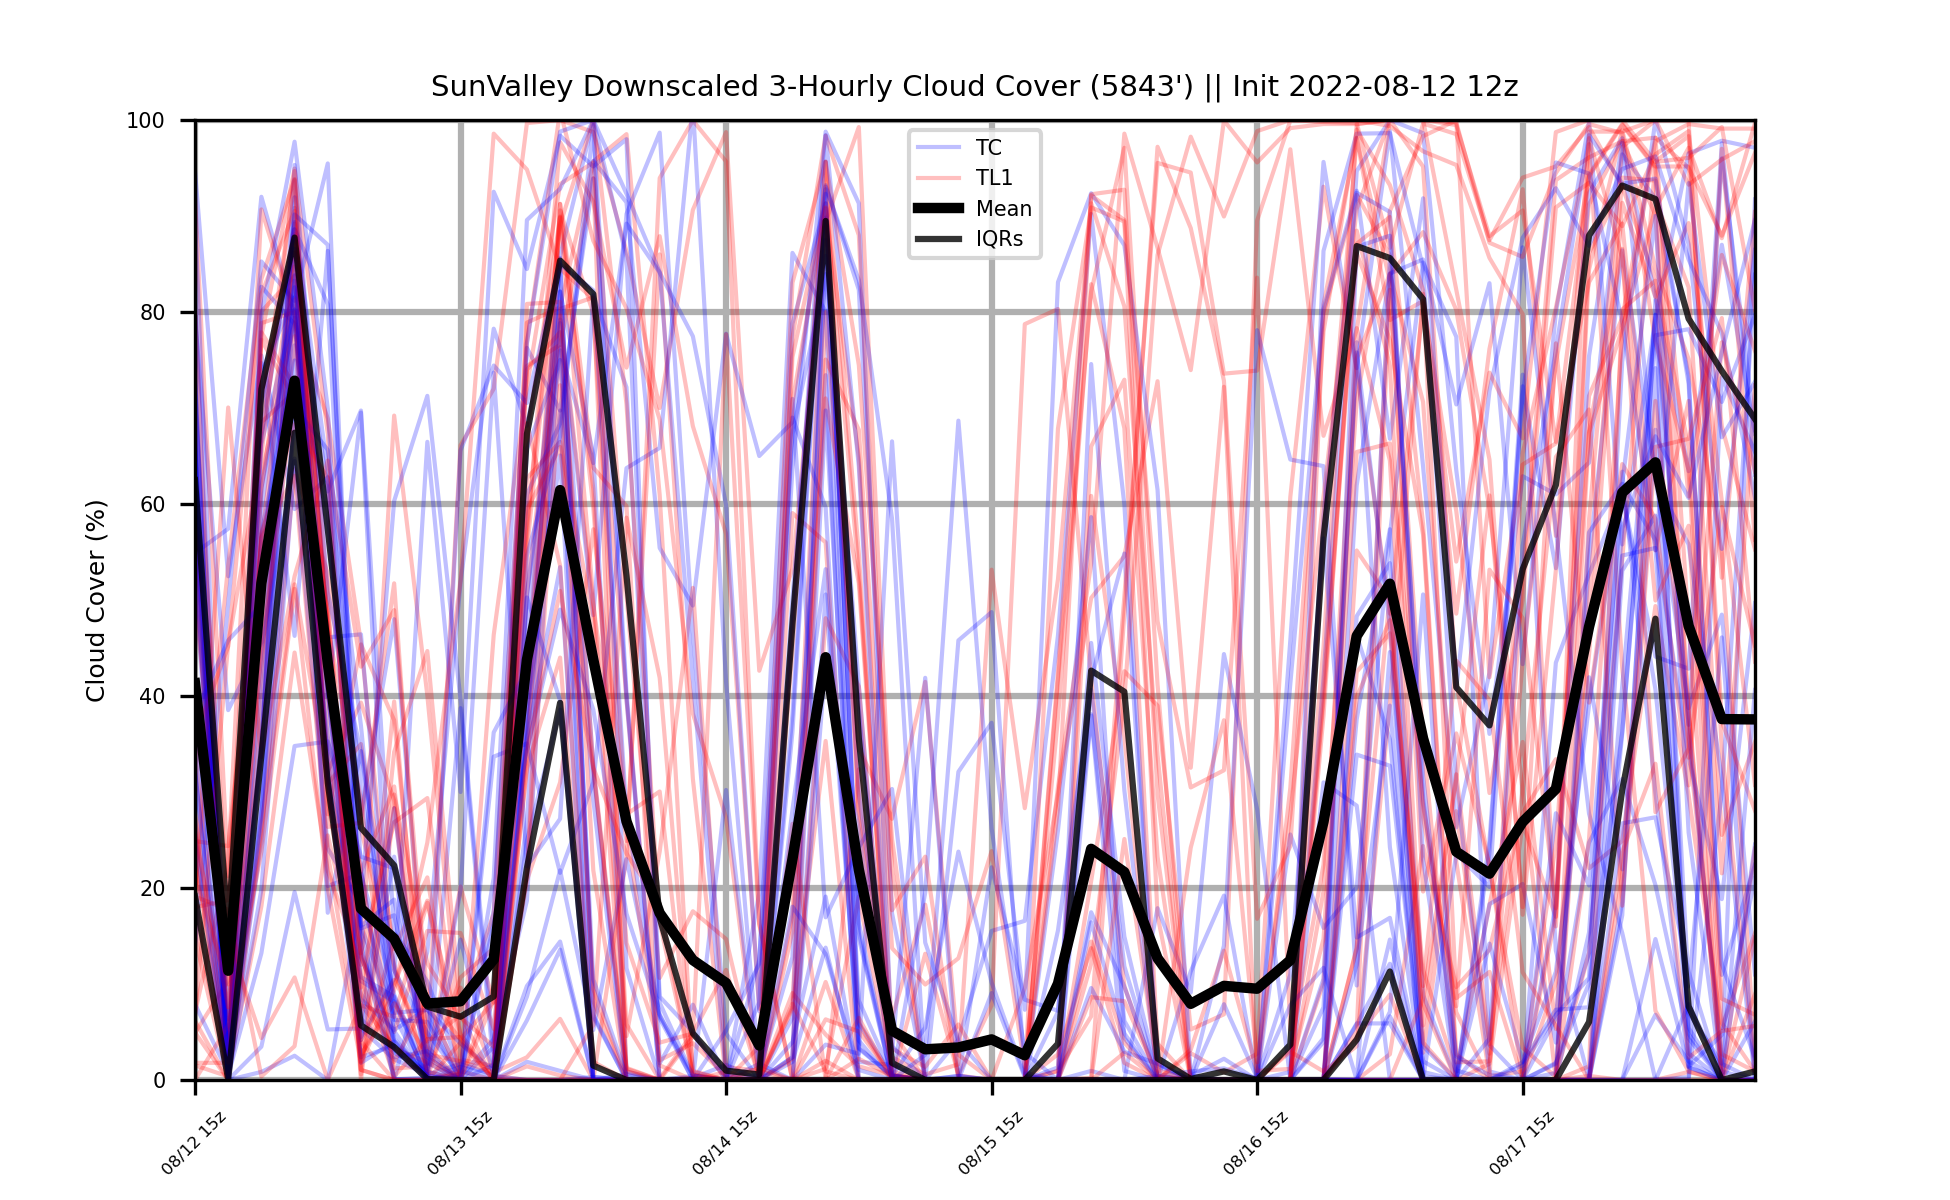 SunValley Downscaled 3-Hourly Cloud Cover (5843') || Init 2022-08-12 12z
TC
TL1
Mean
IQRs
Cloud Cover (%)
100
80
60
40
20
0
08/12 15z
08/13 15z
08/14 15z
08/15 15z
08/16 15z
08/17 15z